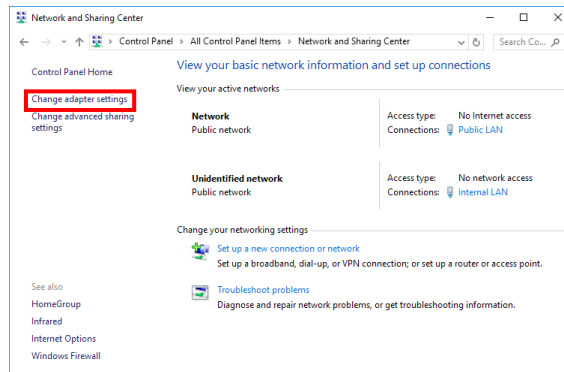 Network and Sharing Center
Control Panel > All Control Panel Items > Network and Sharing Center
Search Co...
Control Panel Home
Change adapter settings
Change advanced sharing
settings
View your basic network information and set up connections
View your active networks
Network
Public network
Access type: No Internet access
Connections: Public LAN
Unidentified network
Public network
Access type: No network access
Connections: Internal LAN
Change your networking settings
Set up a new connection or network
Set up a broadband, dial-up, or VPN connection; or set up a router or access point.
Troubleshoot problems
Diagnose and repair network problems, or get troubleshooting information.
See also
HomeGroup
Infrared
Internet Options
Windows Firewall